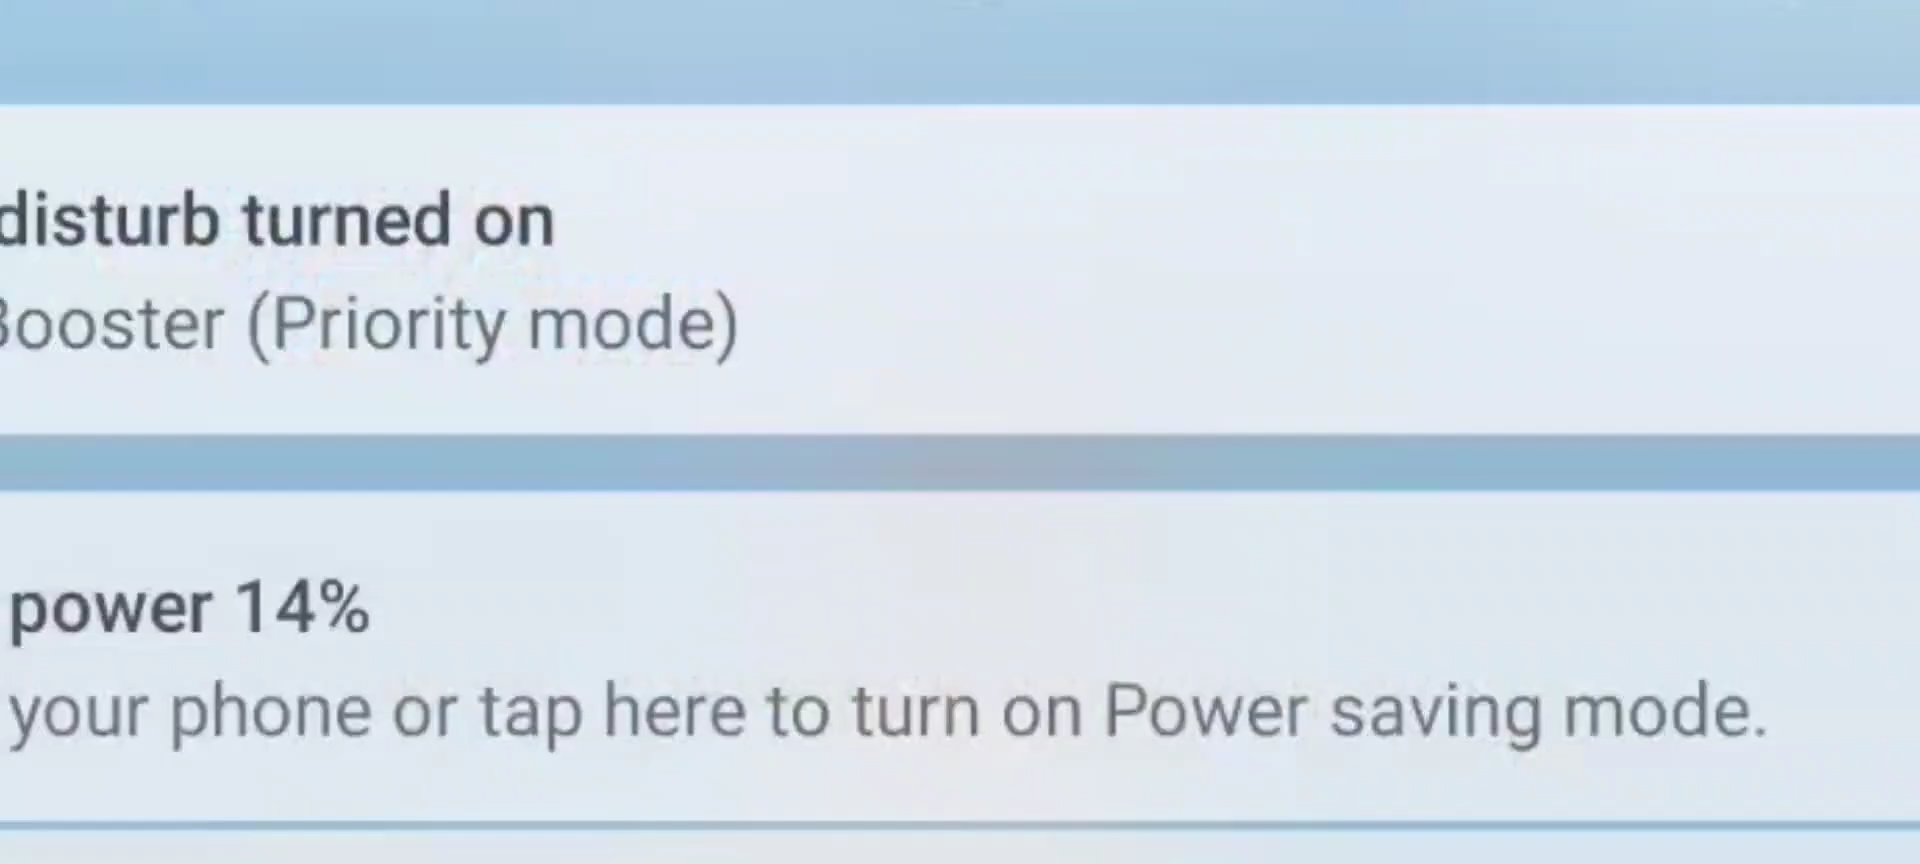 disturb turned on
Booster (Priority mode)
power 14%
your phone or tap here to turn on Power saving mode.